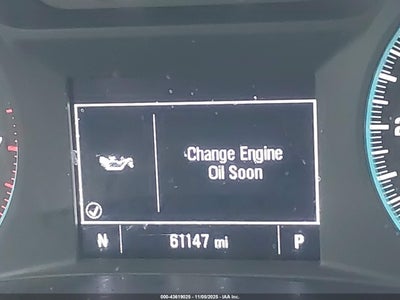 Change Engine
Oil Soon
N 61147 mi P
000-43619025 - 11/09/2025 - IAA Inc.